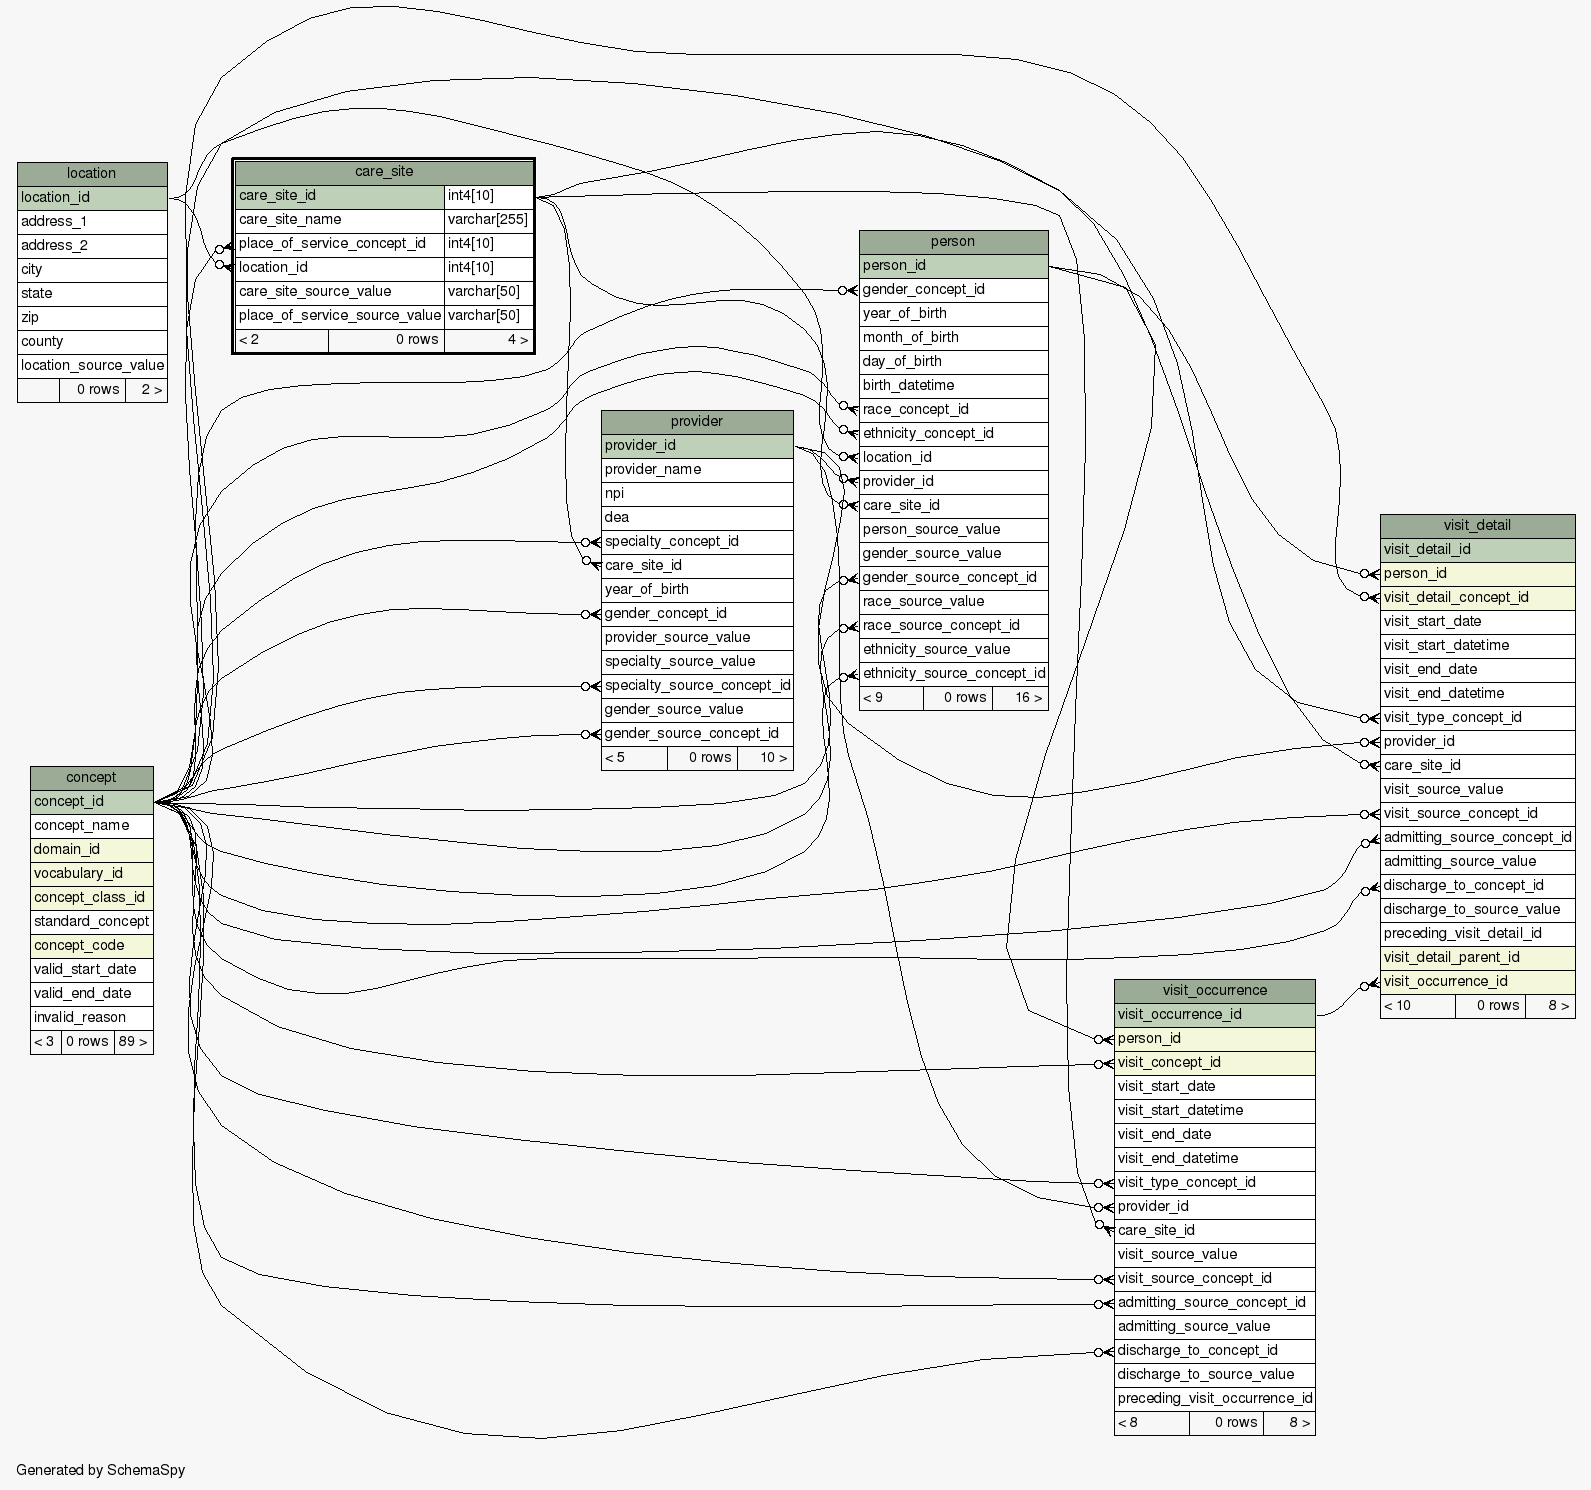 location
location_id
address_1
address_2
city
state
zip
county
location_source_value
0 rows 2 >
care_site
care_site_id int4[10]
care_site_name varchar[255]
place_of_service_concept_id int4[10]
location_id int4[10]
care_site_source_value varchar[50]
place_of_service_source_value varchar[50]
< 2 0 rows 4 >
person
person_id
gender_concept_id
year_of_birth
month_of_birth
day_of_birth
birth_datetime
race_concept_id
ethnicity_concept_id
location_id
provider_id
care_site_id
person_source_value
gender_source_value
gender_source_concept_id
race_source_value
race_source_concept_id
ethnicity_source_value
ethnicity_source_concept_id
< 9 0 rows 16 >
provider
provider_id
provider_name
npi
dea
specialty_concept_id
care_site_id
year_of_birth
gender_concept_id
provider_source_value
specialty_source_value
specialty_source_concept_id
gender_source_value
gender_source_concept_id
< 5 0 rows 10 >
visit_detail
visit_detail_id
person_id
visit_detail_concept_id
visit_start_date
visit_start_datetime
visit_end_date
visit_end_datetime
visit_type_concept_id
provider_id
care_site_id
visit_source_value
visit_source_concept_id
admitting_source_concept_id
admitting_source_value
discharge_to_concept_id
discharge_to_source_value
preceding_visit_detail_id
visit_detail_parent_id
visit_occurrence_id
< 10 0 rows 8 >
concept
concept_id
concept_name
domain_id
vocabulary_id
concept_class_id
standard_concept
concept_code
valid_start_date
valid_end_date
invalid_reason
< 3 0 rows 89 >
visit_occurrence
visit_occurrence_id
person_id
visit_concept_id
visit_start_date
visit_start_datetime
visit_end_date
visit_end_datetime
visit_type_concept_id
provider_id
care_site_id
visit_source_value
visit_source_concept_id
admitting_source_concept_id
admitting_source_value
discharge_to_concept_id
discharge_to_source_value
preceding_visit_occurrence_id
< 8 0 rows 8 >
Generated by SchemaSpy